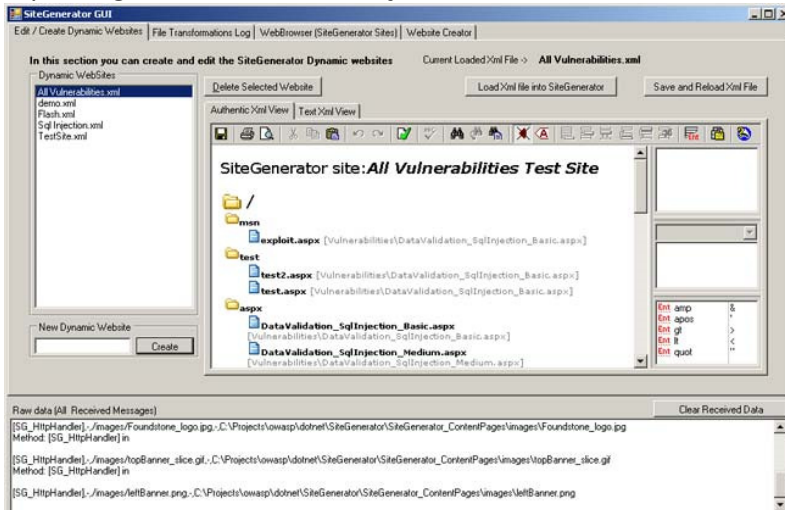 SiteGenerator GUI
Edit / Create Dynamic Websites File Transformations Log WebBrowser (SiteGenerator Sites) Website Creator
In this section you can create and edit the SiteGenerator Dynamic websites
Current Loaded Xml File -> All Vulnerabilities.xml
Dynamic WebSites
All Vulnerabilities.xml
demo.xml
Flash.xml
Sql Injection.xml
TestSite.xml
New Dynamic Website
Create
Delete Selected Website
Load Xml file into SiteGenerator
Save and Reload Xml File
Authentic Xml View Text Xml View
SiteGenerator site:All Vulnerabilities Test Site
/
msn
exploit.aspx [Vulnerabilities\DataValidation_SqlInjection_Basic.aspx]
test
test2.aspx [Vulnerabilities\DataValidation_SqlInjection_Basic.aspx]
test.aspx [Vulnerabilities\DataValidation_SqlInjection_Basic.aspx]
aspx
DataValidation_SqlInjection_Basic.aspx
[Vulnerabilities\DataValidation_SqlInjection_Basic.aspx]
DataValidation_SqlInjection_Medium.aspx
[Vulnerabilities\DataValidation_SqlInjection_Medium.aspx]
Ent amp &
Ent apos '
Ent gt >
Ent lt <
Ent quot "
Raw data (All Received Messages)
Clear Received Data
[SG_HttpHandler],-,/images/Foundstone_logo.jpg,-,C:\Projects\owasp\dotnet\SiteGenerator\SiteGenerator_ContentPages\images\Foundstone_logo.jpg
Method: [SG_HttpHandler] in
[SG_HttpHandler],-,/images/topBanner_slice.gif,-,C:\Projects\owasp\dotnet\SiteGenerator\SiteGenerator_ContentPages\images\topBanner_slice.gif
Method: [SG_HttpHandler] in
[SG_HttpHandler],-,/images/leftBanner.png,-,C:\Projects\owasp\dotnet\SiteGenerator\SiteGenerator_ContentPages\images\leftBanner.png